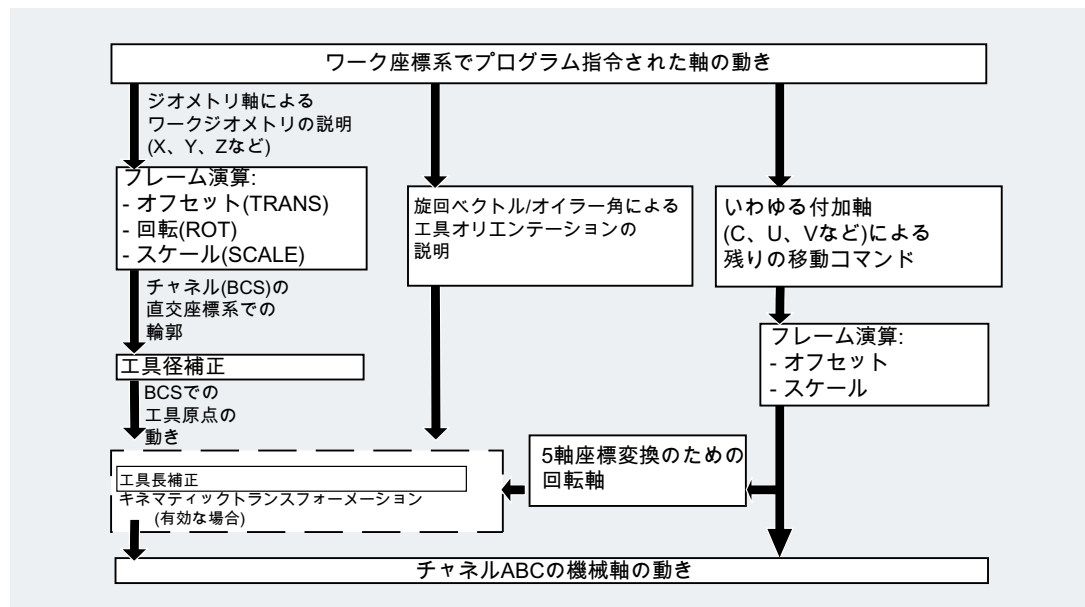 ワーク座標系でプログラム指令された軸の動き
ジオメトリ軸による
ワークジオメトリの説明
(X、Y、Zなど)
フレーム演算:
- オフセット(TRANS)
- 回転(ROT)
- スケール(SCALE)
旋回ベクトル/オイラー角による
工具オリエンテーションの
説明
いわゆる付加軸
(C、U、Vなど)による
残りの移動コマンド
チャネル(BCS)の
直交座標系での
輪郭
フレーム演算:
- オフセット
- スケール
工具径補正
BCSでの
工具原点の
動き
5軸座標変換のための
回転軸
工具長補正
キネマティックトランスフォーメーション
(有効な場合)
チャネルABCの機械軸の動き